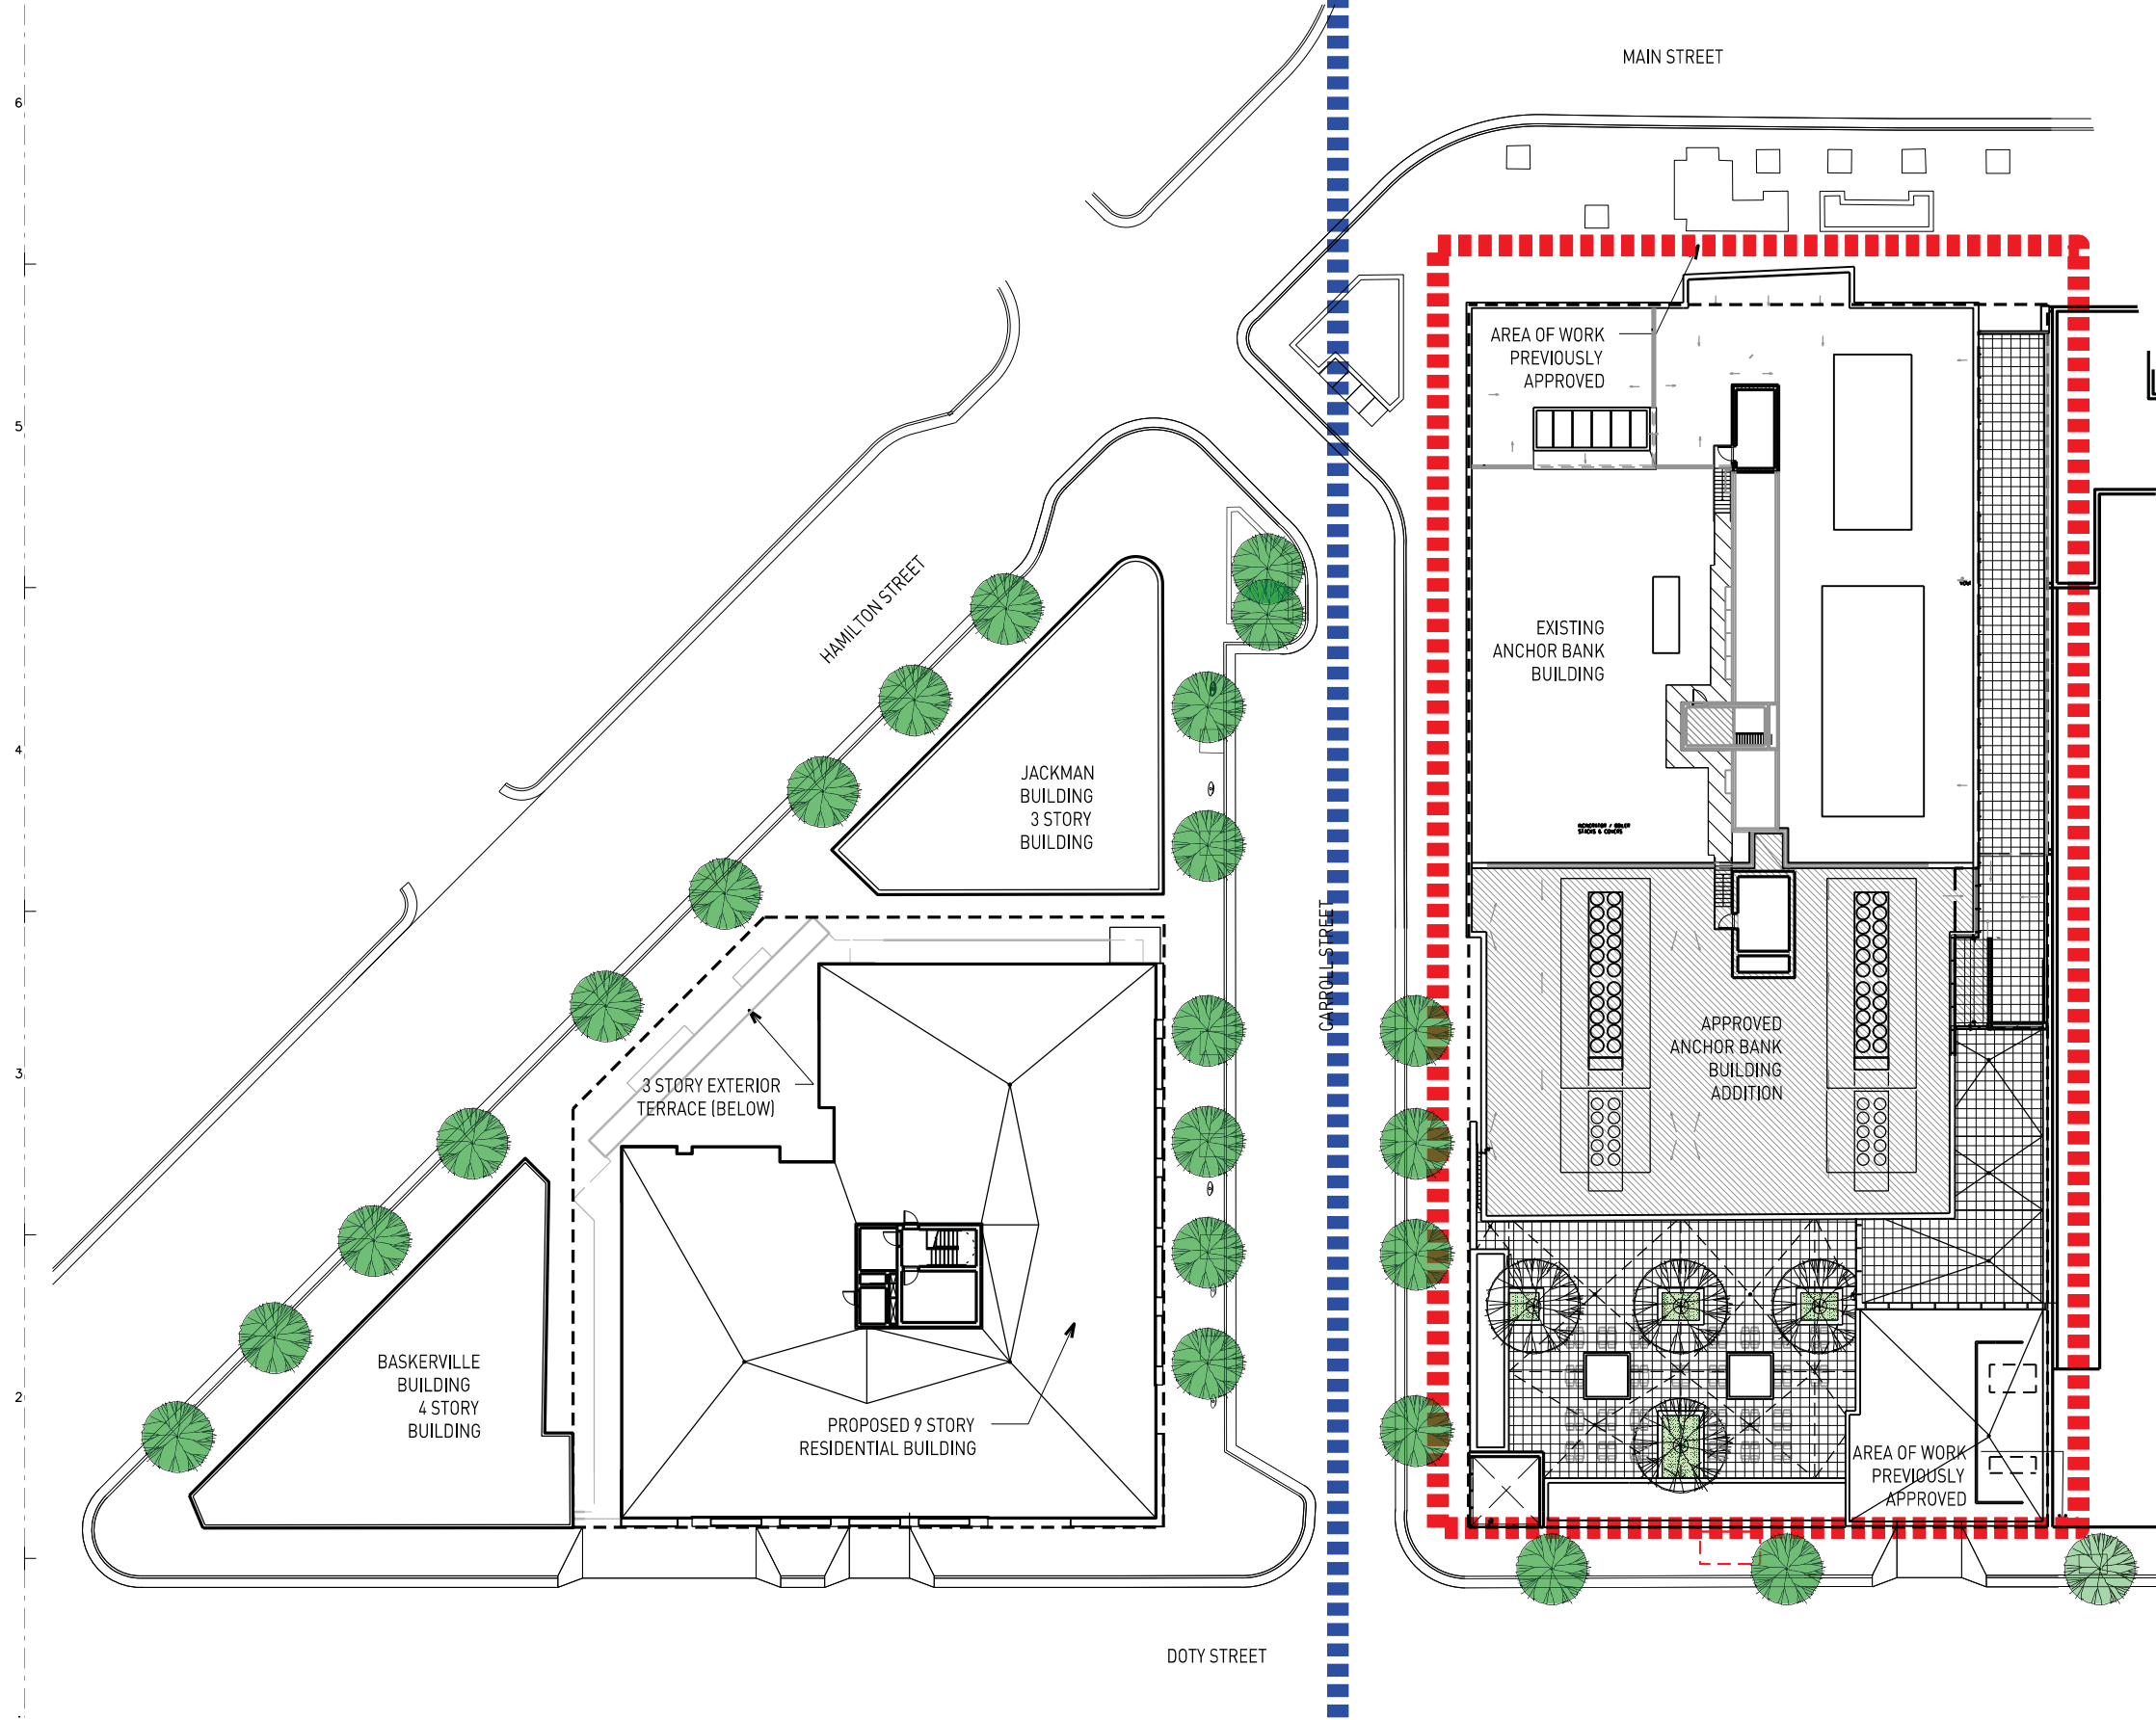 MAIN STREET
6
AREA OF WORK
PREVIOUSLY
APPROVED
5
HAMILTON STREET
EXISTING
ANCHOR BANK
BUILDING
4
JACKMAN
BUILDING
3 STORY
BUILDING
CARROLL STREET
APPROVED
ANCHOR BANK
BUILDING
ADDITION
3
3 STORY EXTERIOR
TERRACE (BELOW)
BASKERVILLE
BUILDING
4 STORY
BUILDING
2
PROPOSED 9 STORY
RESIDENTIAL BUILDING
AREA OF WORK
PREVIOUSLY
APPROVED
DOTY STREET